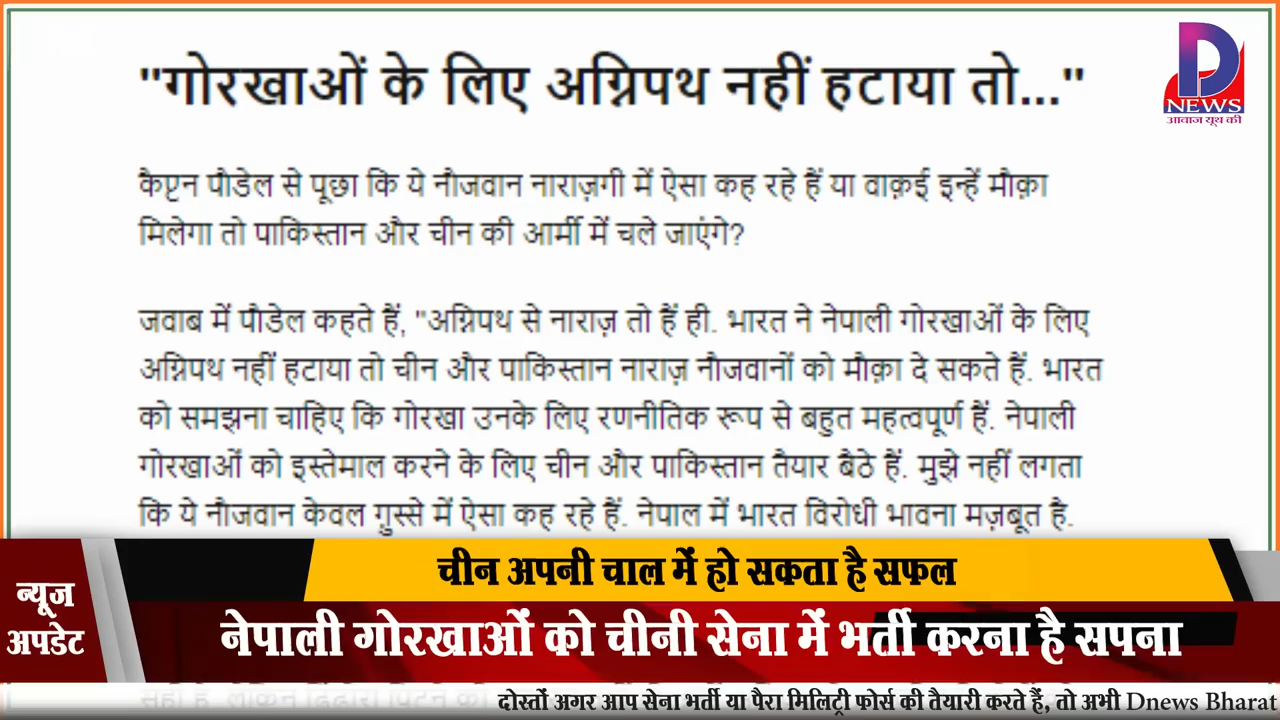 "गोरखाओं के लिए अग्निपथ नहीं हटाया तो..."
D
NEWS
आवाज यूथ की
कैप्टन पौडेल से पूछा कि ये नौजवान नाराज़गी में ऐसा कह रहे हैं या वाक़ई इन्हें मौक़ा
मिलेगा तो पाकिस्तान और चीन की आर्मी में चले जाएंगे?
जवाब में पौडेल कहते हैं, "अग्निपथ से नाराज़ तो हैं ही. भारत ने नेपाली गोरखाओं के लिए
अग्निपथ नहीं हटाया तो चीन और पाकिस्तान नाराज़ नौजवानों को मौक़ा दे सकते हैं. भारत
को समझना चाहिए कि गोरखा उनके लिए रणनीतिक रूप से बहुत महत्वपूर्ण हैं. नेपाली
गोरखाओं को इस्तेमाल करने के लिए चीन और पाकिस्तान तैयार बैठे हैं. मुझे नहीं लगता
कि ये नौजवान केवल ग़ुस्से में ऐसा कह रहे हैं. नेपाल में भारत विरोधी भावना मज़बूत है.
चीन अपनी चाल में हो सकता है सफल
न्यूज
अपडेट
नेपाली गोरखाओं को चीनी सेना में भर्ती करना है सपना
दोस्तों अगर आप सेना भर्ती या पैरा मिलिट्री फोर्स की तैयारी करते हैं, तो अभी Dnews Bharat